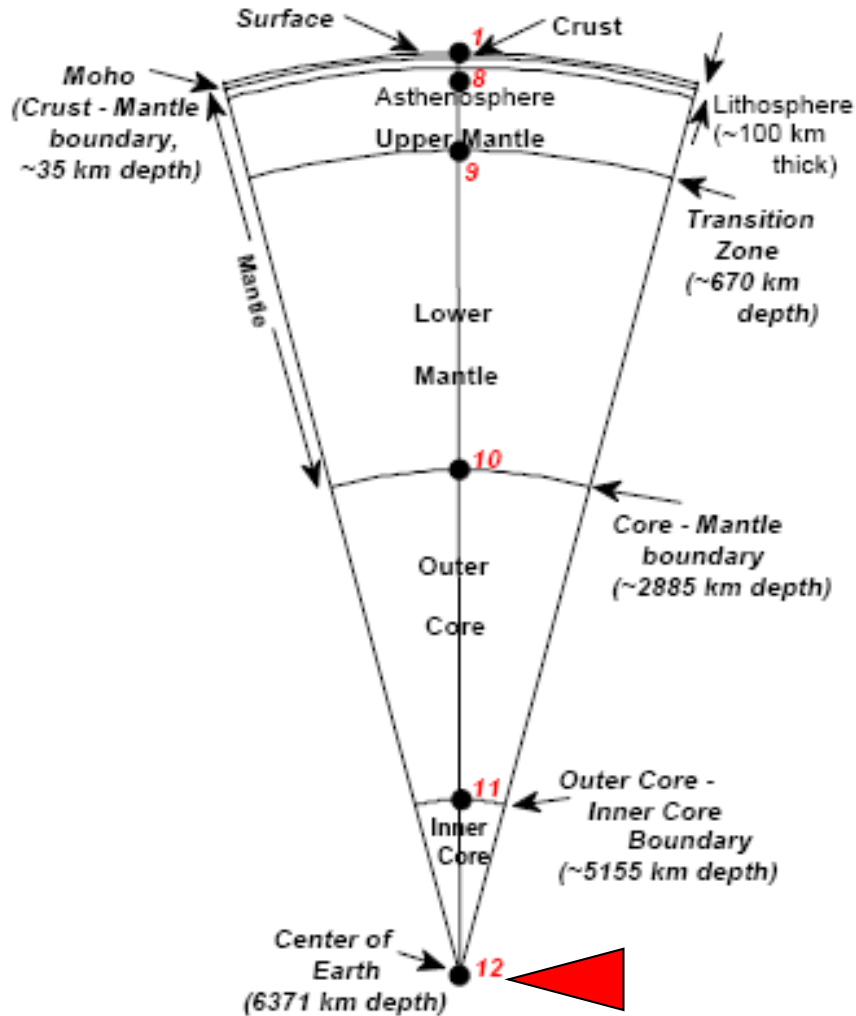 Surface
1
Crust
Moho
(Crust - Mantle
boundary,
~35 km depth)
8
Asthenosphere
Lithosphere
(~100 km
thick)
Upper Mantle
9
Transition
Zone
(~670 km
depth)
Mantle
Lower
Mantle
10
Core - Mantle
boundary
(~2885 km depth)
Outer
Core
11
Outer Core -
Inner Core
Boundary
(~5155 km depth)
Inner
Core
Center of
Earth
(6371 km depth)
12